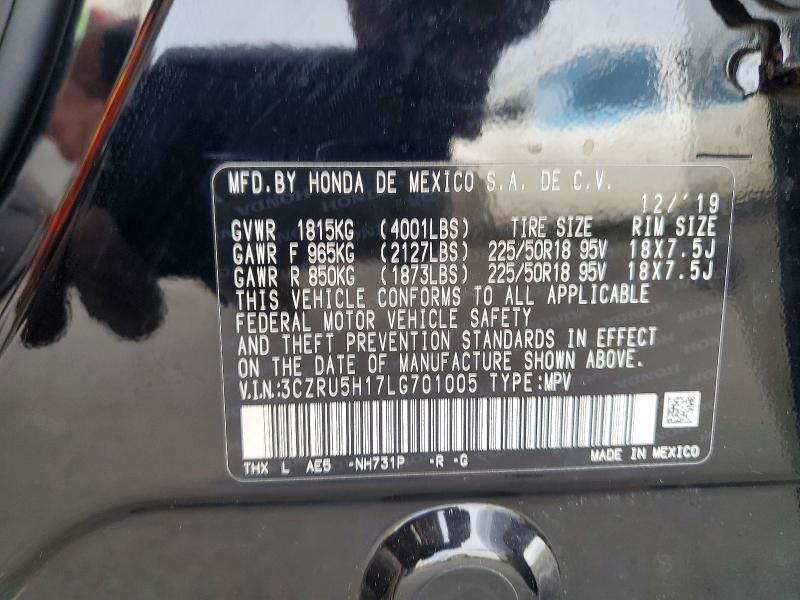 MFD.BY HONDA DE MEXICO S.A. DE C.V.
12/'19
GVWR 1815KG (4001LBS) TIRE SIZE RIM SIZE
GAWR F 965KG (2127LBS) 225/50R18 95V 18X7.5J
GAWR R 850KG (1873LBS) 225/50R18 95V 18X7.5J
THIS VEHICLE CONFORMS TO ALL APPLICABLE
FEDERAL MOTOR VEHICLE SAFETY
AND THEFT PREVENTION STANDARDS IN EFFECT
ON THE DATE OF MANUFACTURE SHOWN ABOVE.
V.I.N.:3CZRU5H17LG701005 TYPE:MPV
THX L AE5 -NH731P -R -G MADE IN MEXICO